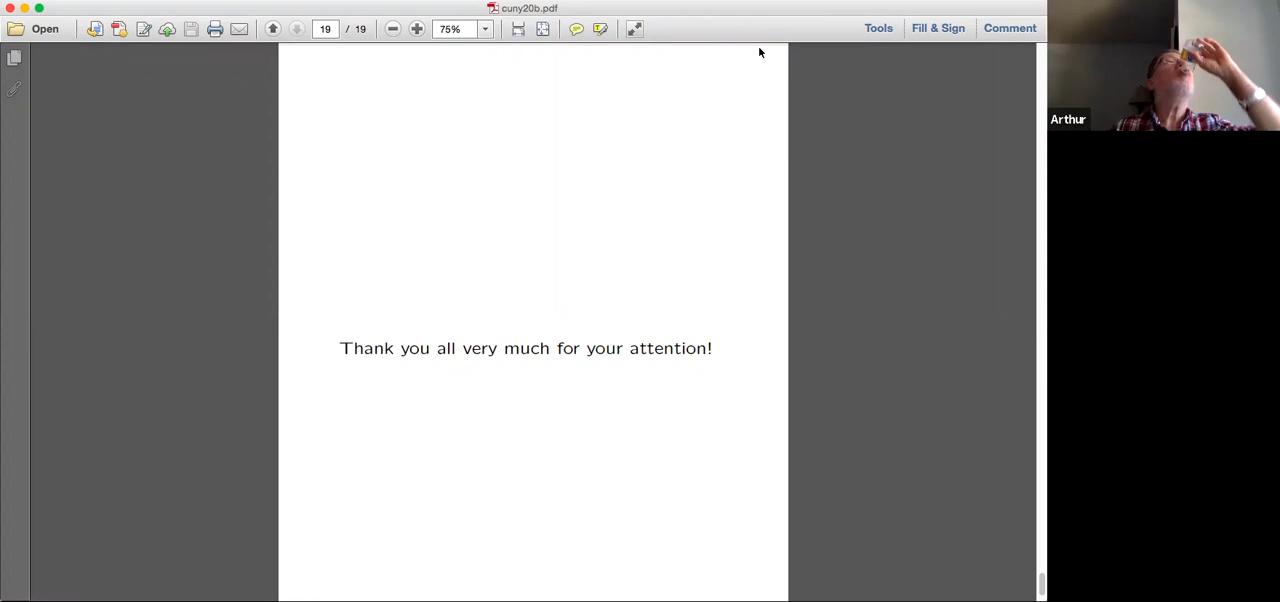 cuny20b.pdf
Open
19 / 19
75%
Tools
Fill & Sign
Comment
Arthur
Thank you all very much for your attention!